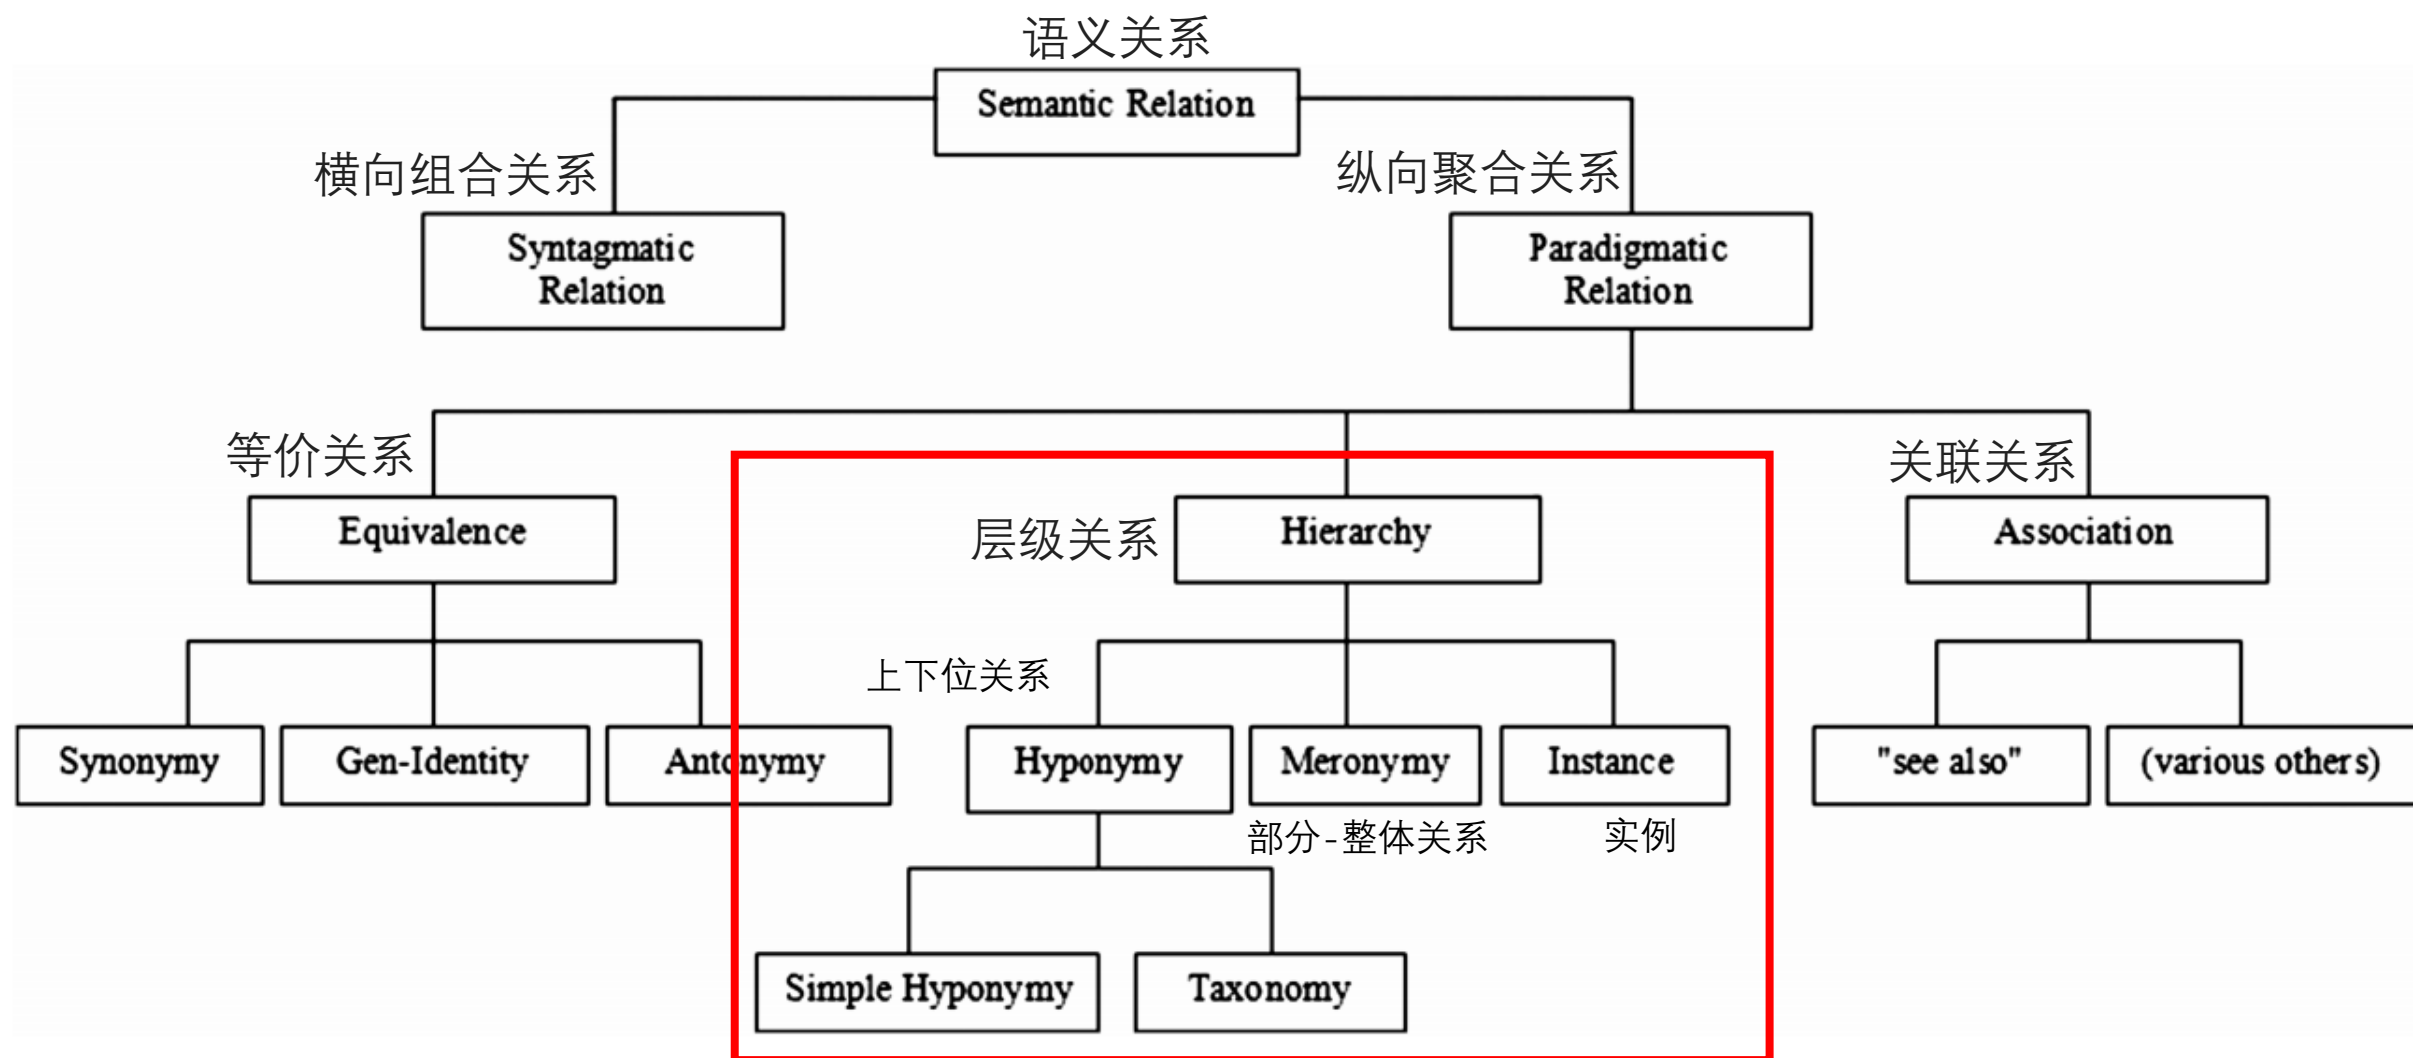 语义关系
Semantic Relation
横向组合关系
纵向聚合关系
Syntagmatic
Relation
Paradigmatic
Relation
等价关系
关联关系
Equivalence
层级关系
Hierarchy
Association
上下位关系
Synonymy
Gen-Identity
Antonymy
Hyponymy
Meronymy
Instance
"see also"
(various others)
部分-整体关系
实例
Simple Hyponymy
Taxonomy